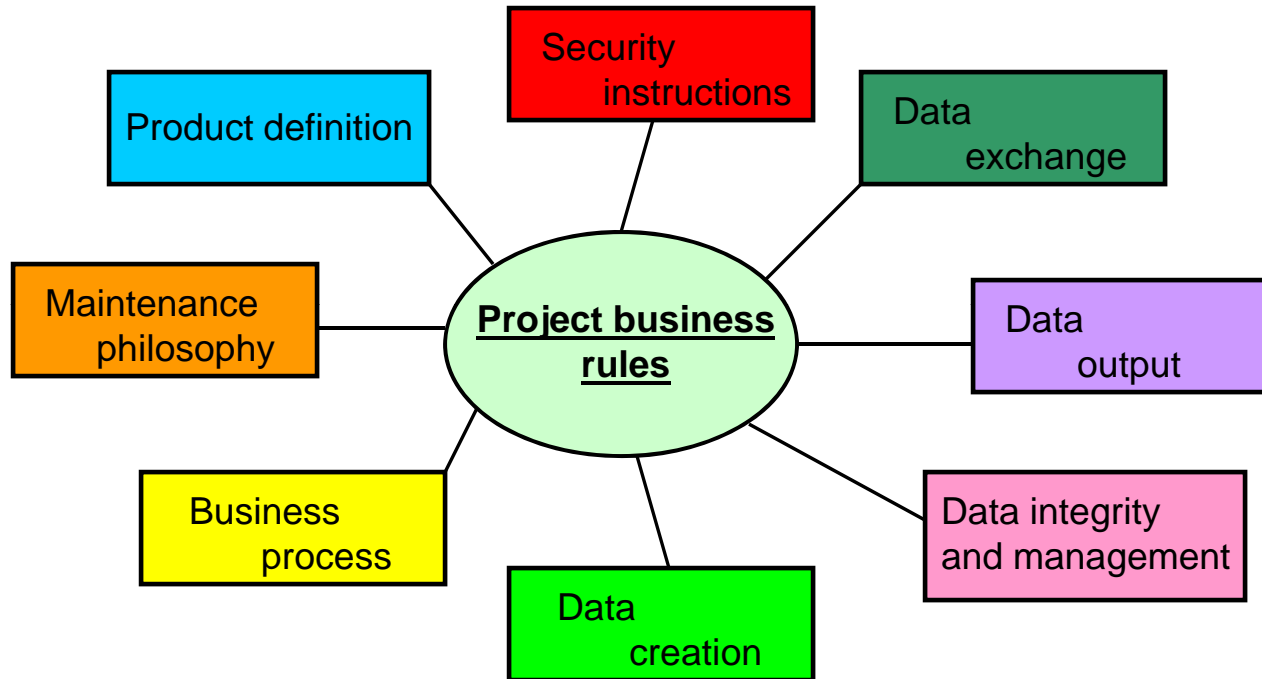 Security
instructions
Product definition
Data
exchange
Maintenance
philosophy
Project business
rules
Data
output
Business
process
Data integrity
and management
Data
creation